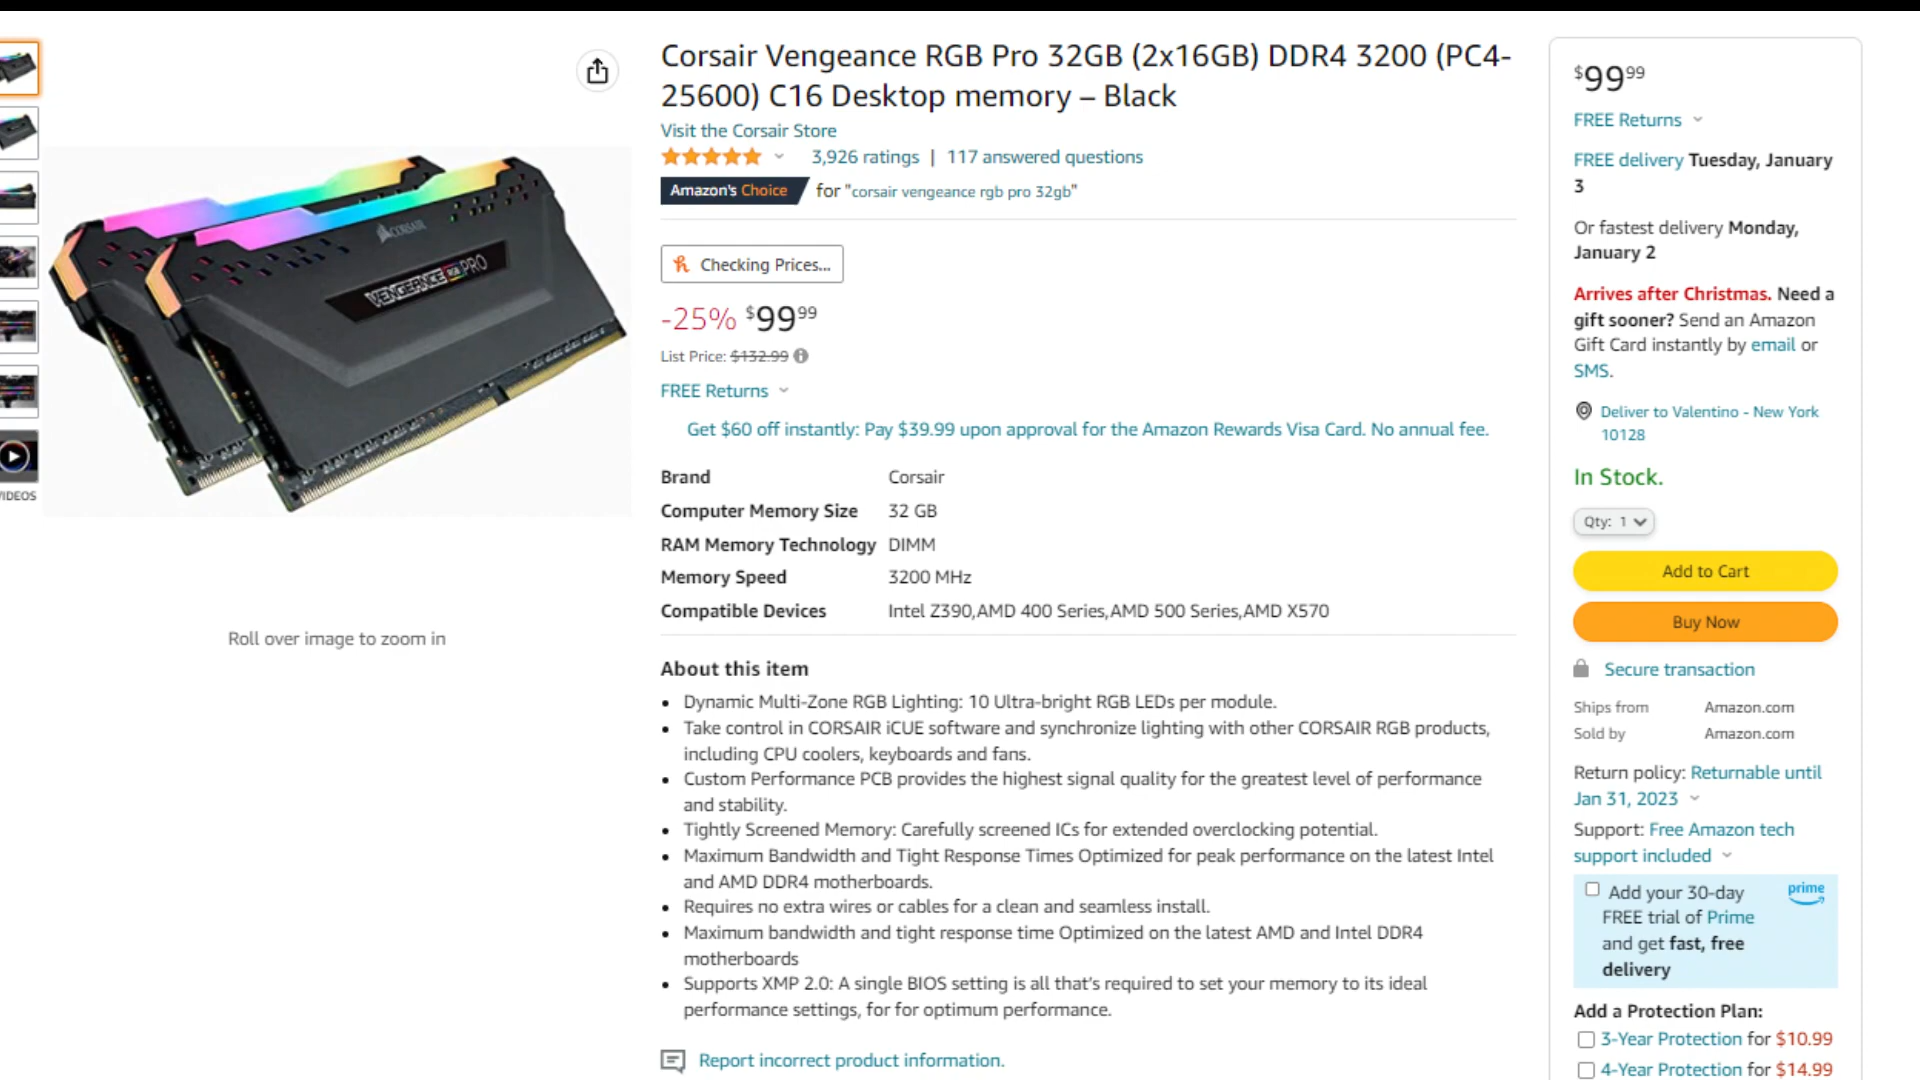 Corsair Vengeance RGB Pro 32GB (2x16GB) DDR4 3200 (PC4-
25600) C16 Desktop memory – Black
Visit the Corsair Store
3,926 ratings | 117 answered questions
Amazon's Choice for "corsair vengeance rgb pro 32gb"
Checking Prices...
-25% $99 99
List Price: $132.99
FREE Returns
Get $60 off instantly: Pay $39.99 upon approval for the Amazon Rewards Visa Card. No annual fee.
Brand Corsair
Computer Memory Size 32 GB
RAM Memory Technology DIMM
Memory Speed 3200 MHz
Compatible Devices Intel Z390,AMD 400 Series,AMD 500 Series,AMD X570
About this item
Dynamic Multi-Zone RGB Lighting: 10 Ultra-bright RGB LEDs per module.
Take control in CORSAIR iCUE software and synchronize lighting with other CORSAIR RGB products,
including CPU coolers, keyboards and fans.
Custom Performance PCB provides the highest signal quality for the greatest level of performance
and stability.
Tightly Screened Memory: Carefully screened ICs for extended overclocking potential.
Maximum Bandwidth and Tight Response Times Optimized for peak performance on the latest Intel
and AMD DDR4 motherboards.
Requires no extra wires or cables for a clean and seamless install.
Maximum bandwidth and tight response time Optimized on the latest AMD and Intel DDR4
motherboards
Supports XMP 2.0: A single BIOS setting is all that's required to set your memory to its ideal
performance settings, for for optimum performance.
Report incorrect product information.
CORSAIR
VENGEANCE RGB PRO
VIDEOS
Roll over image to zoom in
$99 99
FREE Returns
FREE delivery Tuesday, January
3
Or fastest delivery Monday,
January 2
Arrives after Christmas. Need a
gift sooner? Send an Amazon
Gift Card instantly by email or
SMS.
Deliver to Valentino - New York
10128
In Stock.
Qty: 1
Add to Cart
Buy Now
Secure transaction
Ships from Amazon.com
Sold by Amazon.com
Return policy: Returnable until
Jan 31, 2023
Support: Free Amazon tech
support included
Add your 30-day prime
FREE trial of Prime
and get fast, free
delivery
Add a Protection Plan:
3-Year Protection for $10.99
4-Year Protection for $14.99